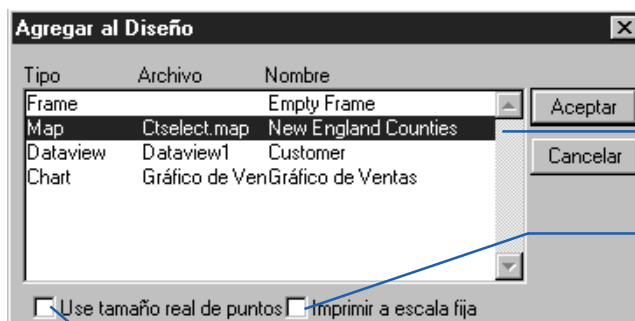 Agregar al Diseño
Tipo Archivo Nombre
Frame Empty Frame
Map Ctselect.map New England Counties
Dataview Dataview1 Customer
Chart Gráfico de VenGráfico de Ventas
Aceptar
Cancelar
Use tamaño real de puntos Imprimir a escala fija